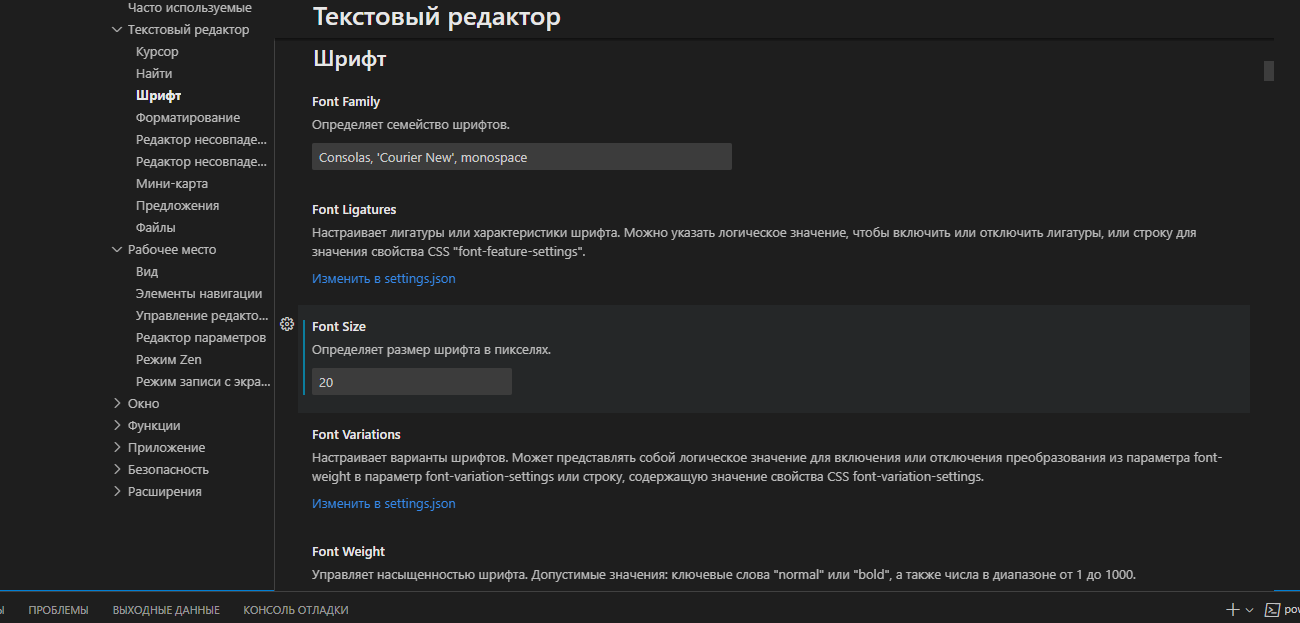 Часто используемые
Текстовый редактор
Курсор
Найти
Шрифт
Форматирование
Редактор несовпаде...
Редактор несовпаде...
Мини-карта
Предложения
Файлы
Рабочее место
Вид
Элементы навигации
Управление редакто...
Редактор параметров
Режим Zen
Режим записи с экра...
Окно
Функции
Приложение
Безопасность
Расширения
Текстовый редактор
Шрифт
Font Family
Определяет семейство шрифтов.
Consolas, 'Courier New', monospace
Font Ligatures
Настраивает лигатуры или характеристики шрифта. Можно указать логическое значение, чтобы включить или отключить лигатуры, или строку для
значения свойства CSS "font-feature-settings".
Изменить в settings.json
Font Size
Определяет размер шрифта в пикселях.
20
Font Variations
Настраивает варианты шрифтов. Может представлять собой логическое значение для включения или отключения преобразования из параметра font-
weight в параметр font-variation-settings или строку, содержащую значение свойства CSS font-variation-settings.
Изменить в settings.json
Font Weight
Управляет насыщенностью шрифта. Допустимые значения: ключевые слова "normal" или "bold", а также числа в диапазоне от 1 до 1000.
ПРОБЛЕМЫ ВЫХОДНЫЕ ДАННЫЕ КОНСОЛЬ ОТЛАДКИ